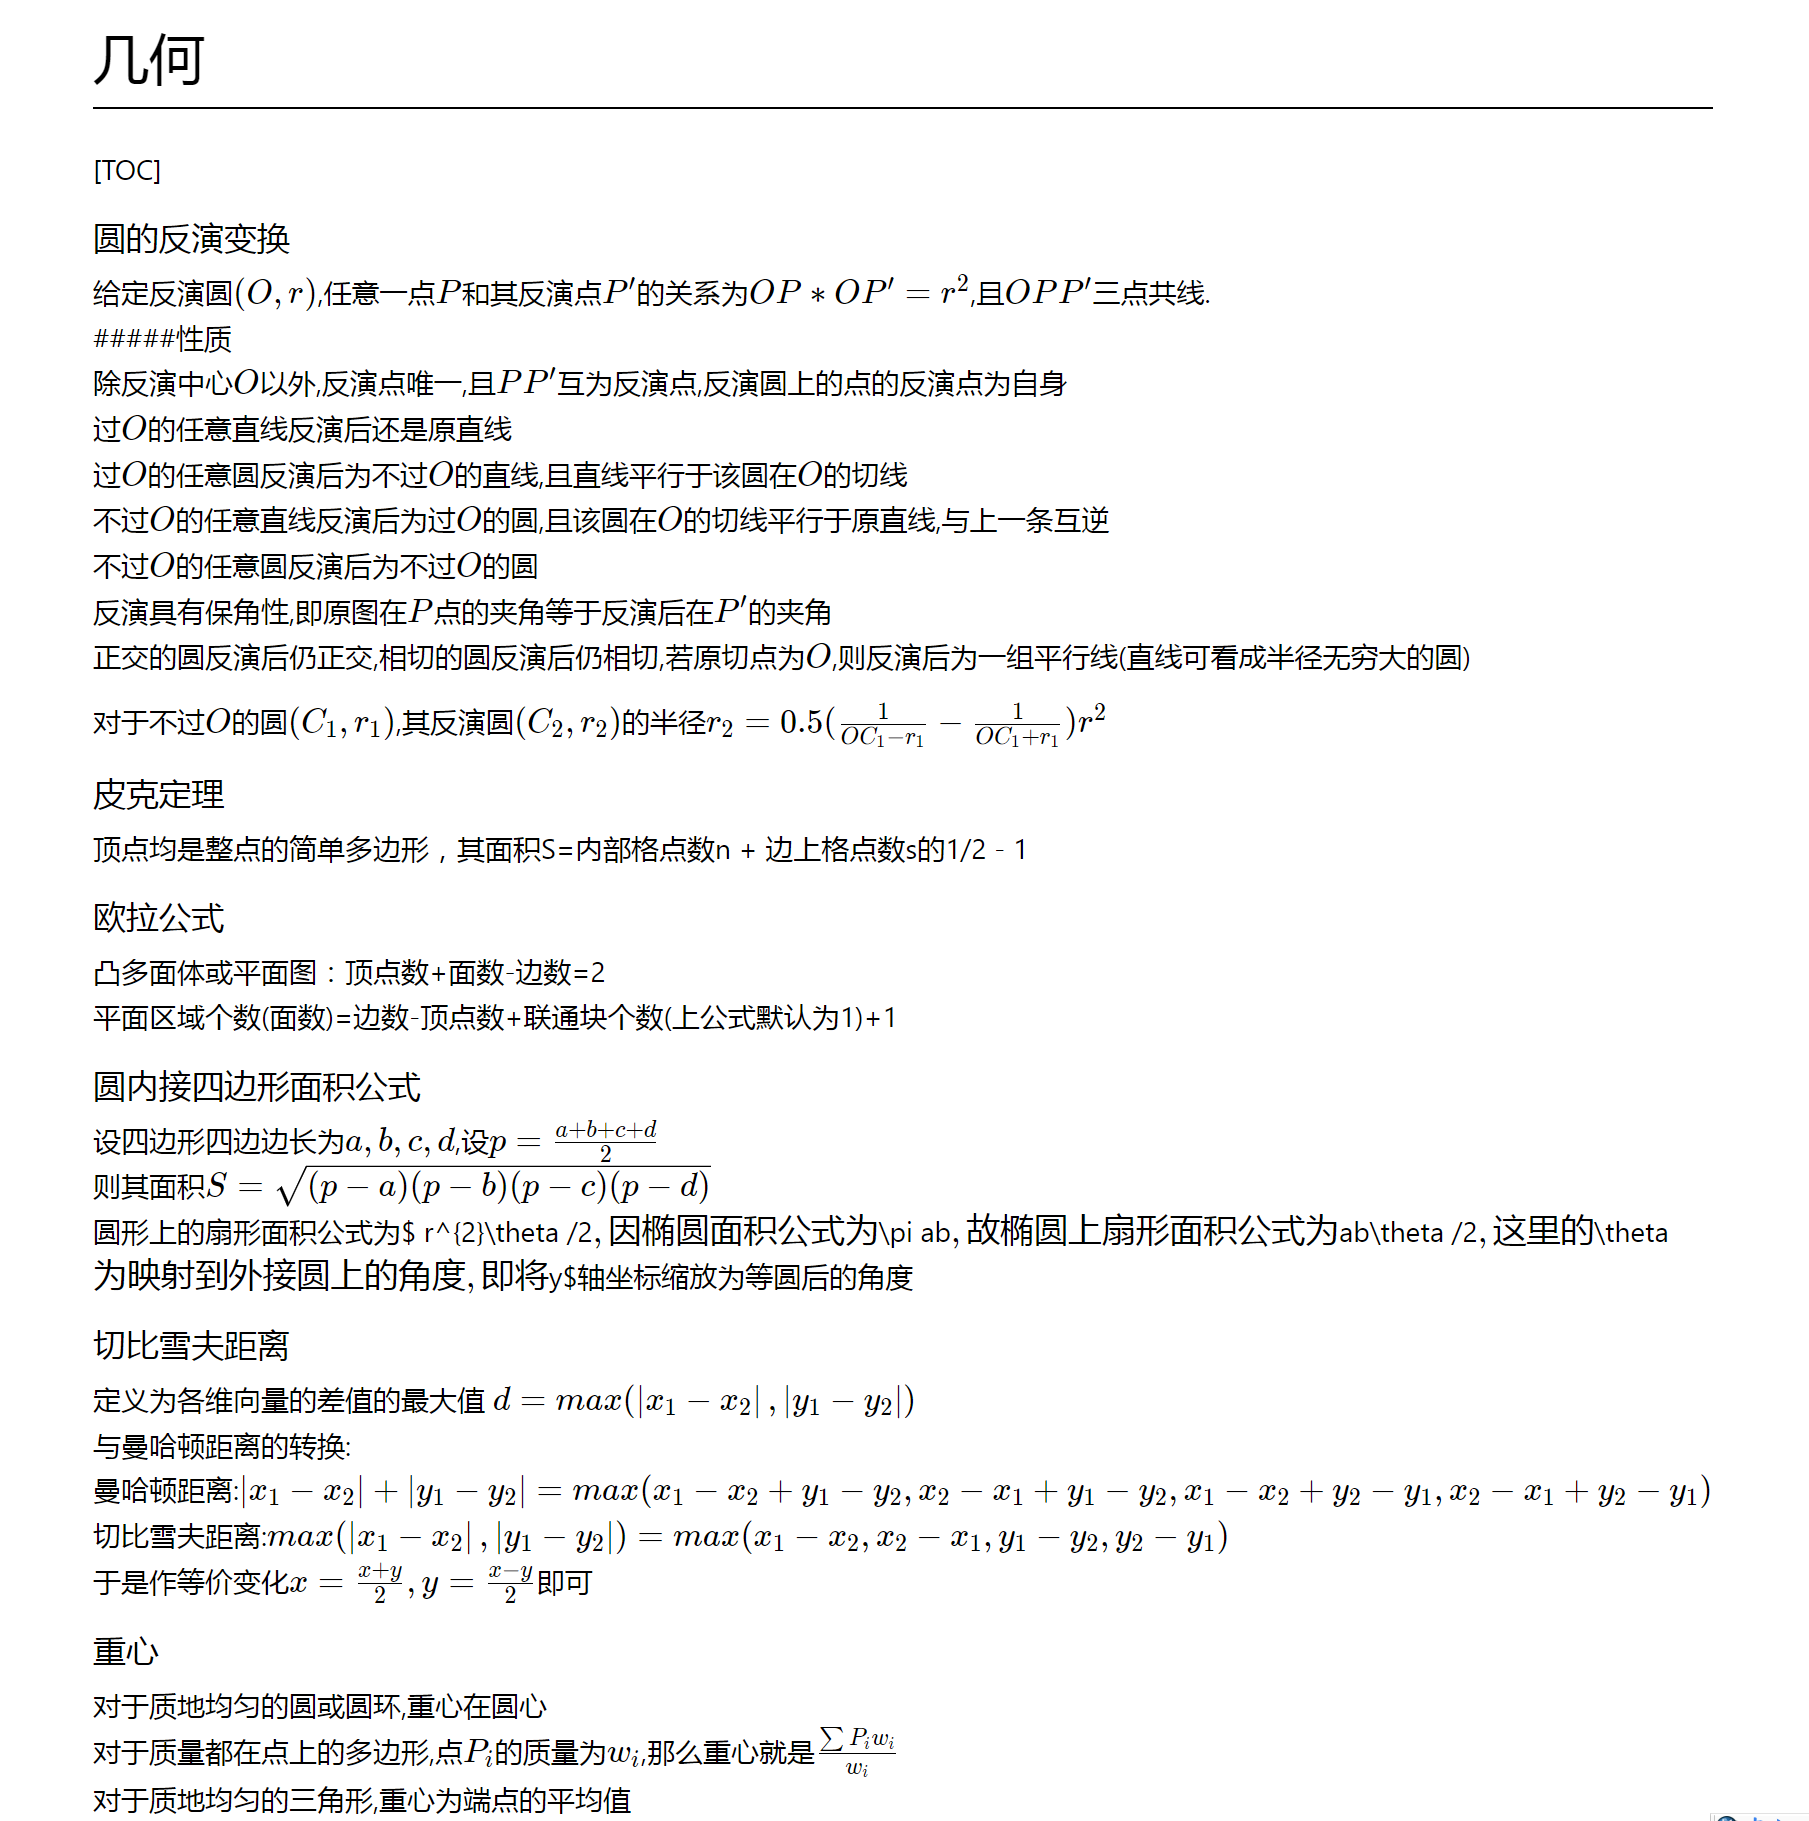 几何
[TOC]
圆的反演变换
给定反演圆$(O, r)$,任意一点$P$和其反演点$P'$的关系为$OP * OP' = r^2$,且$OPP'$三点共线.
#####性质
除反演中心$O$以外,反演点唯一,且$PP'$互为反演点,反演圆上的点的反演点为自身
过$O$的任意直线反演后还是原直线
过$O$的任意圆反演后为不过$O$的直线,且直线平行于该圆在$O$的切线
不过$O$的任意直线反演后为过$O$的圆,且该圆在$O$的切线平行于原直线,与上一条互逆
不过$O$的任意圆反演后为不过$O$的圆
反演具有保角性,即原图在$P$点的夹角等于反演后在$P'$的夹角
正交的圆反演后仍正交,相切的圆反演后仍相切,若原切点为$O$,则反演后为一组平行线(直线可看成半径无穷大的圆)
对于不过$O$的圆$(C_1, r_1)$,其反演圆$(C_2, r_2)$的半径$r_2 = 0.5(\frac{1}{OC_1-r_1} - \frac{1}{OC_1+r_1})r^2$
皮克定理
顶点均是整点的简单多边形，其面积S=内部格点数n + 边上格点数s的1/2 - 1
欧拉公式
凸多面体或平面图：顶点数+面数-边数=2
平面区域个数(面数)=边数-顶点数+联通块个数(上公式默认为1)+1
圆内接四边形面积公式
设四边形四边边长为$a, b, c, d$,设$p = \frac{a+b+c+d}{2}$
则其面积$S = \sqrt{(p-a)(p-b)(p-c)(p-d)}$
圆形上的扇形面积公式为$ r^{2}\theta /2, 因椭圆面积公式为\pi ab, 故椭圆上扇形面积公式为ab\theta /2, 这里的\theta
为映射到外接圆上的角度, 即将y$轴坐标缩放为等圆后的角度
切比雪夫距离
定义为各维向量的差值的最大值 $d = max(|x_1 - x_2|, |y_1 - y_2|)$
与曼哈顿距离的转换:
曼哈顿距离:$|x_1 - x_2| + |y_1 - y_2| = max(x_1 - x_2 + y_1 - y_2, x_2 - x_1 + y_1 - y_2, x_1 - x_2 + y_2 - y_1, x_2 - x_1 + y_2 - y_1)$
切比雪夫距离:$max(|x_1 - x_2|, |y_1 - y_2|) = max(x_1 - x_2, x_2 - x_1, y_1 - y_2, y_2 - y_1)$
于是作等价变化$x = \frac{x+y}{2}, y = \frac{x-y}{2}$即可
重心
对于质地均匀的圆或圆环,重心在圆心
对于质量都在点上的多边形,点$P_i$的质量为$w_i$,那么重心就是$\frac{\sum P_i w_i}{w_i}$
对于质地均匀的三角形,重心为端点的平均值